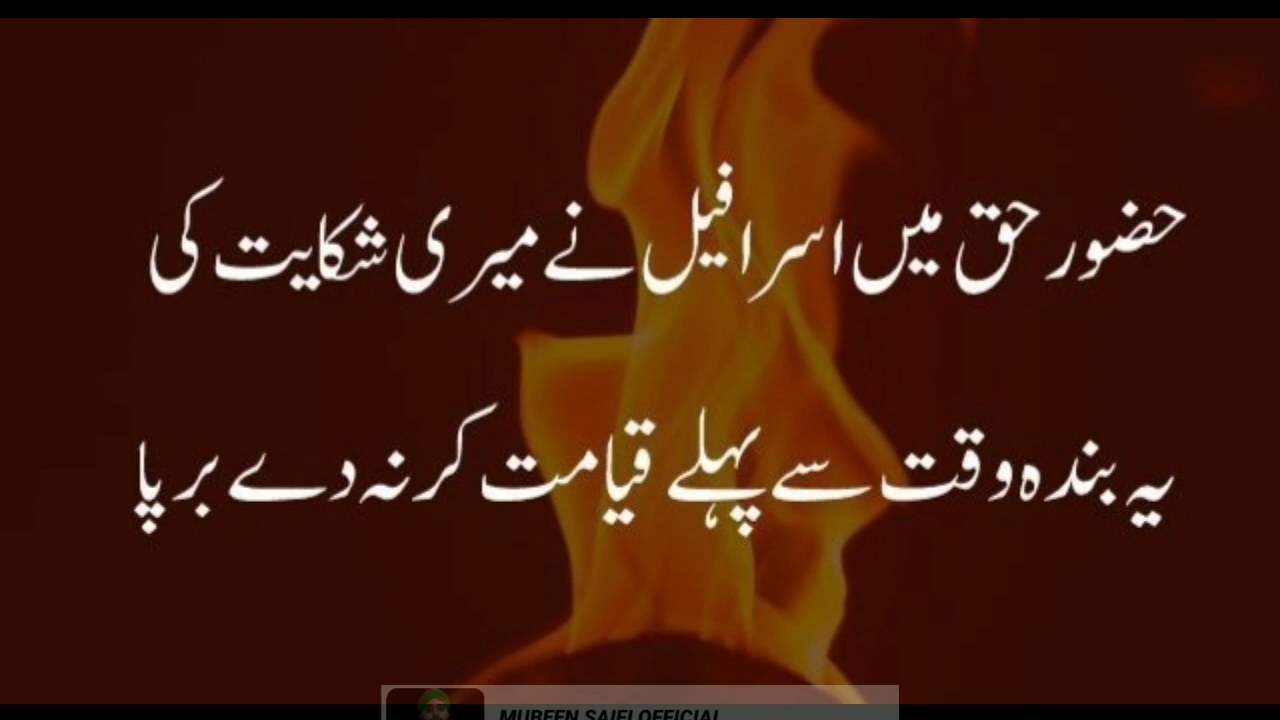 حضور حق میں اسرافیل نے میری شکایت کی
یہ بندہ وقت سے پہلے قیامت کر نہ دے برپا
MUBEEN SAIFI OFFICIAL